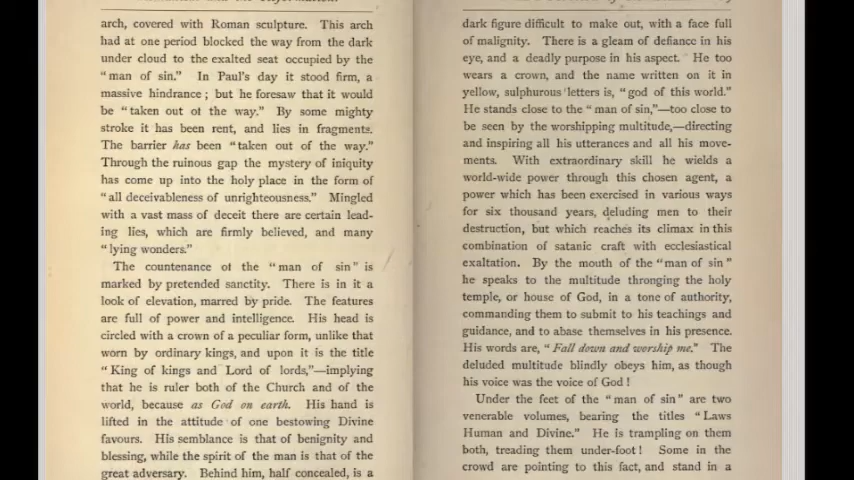 arch, covered with Roman sculpture. This arch
had at one period blocked the way from the dark
under cloud to the exalted seat occupied by the
"man of sin." In Paul's day it stood firm, a
massive hindrance; but he foresaw that it would
be "taken out of the way." By some mighty
stroke it has been rent, and lies in fragments.
The barrier has been "taken out of the way."
Through the ruinous gap the mystery of iniquity
has come up into the holy place in the form of
"all deceivableness of unrighteousness." Mingled
with a vast mass of deceit there are certain lead-
ing lies, which are firmly believed, and many
"lying wonders."
The countenance of the "man of sin" is
marked by pretended sanctity. There is in it a
look of elevation, marred by pride. The features
are full of power and intelligence. His head is
circled with a crown of a peculiar form, unlike that
worn by ordinary kings, and upon it is the title
"King of kings and Lord of lords,"—implying
that he is ruler both of the Church and of the
world, because as God on earth. His hand is
lifted in the attitude of one bestowing Divine
favours. His semblance is that of benignity and
blessing, while the spirit of the man is that of the
great adversary. Behind him, half concealed, is a
dark figure difficult to make out, with a face full
of malignity. There is a gleam of defiance in his
eye, and a deadly purpose in his aspect. He too
wears a crown, and the name written on it in
yellow, sulphurous letters is, "god of this world."
He stands close to the "man of sin,"—too close to
be seen by the worshipping multitude,—directing
and inspiring all his utterances and all his move-
ments. With extraordinary skill he wields a
world-wide power through this chosen agent, a
power which has been exercised in various ways
for six thousand years, deluding men to their
destruction, but which reaches its climax in this
combination of satanic craft with ecclesiastical
exaltation. By the mouth of the "man of sin"
he speaks to the multitude thronging the holy
temple, or house of God, in a tone of authority,
commanding them to submit to his teachings and
guidance, and to abase themselves in his presence.
His words are, "Fall down and worship me." The
deluded multitude blindly obeys him, as though
his voice was the voice of God!
Under the feet of the "man of sin" are two
venerable volumes, bearing the titles "Laws
Human and Divine." He is trampling on them
both, treading them under-foot! Some in the
crowd are pointing to this fact, and stand in a